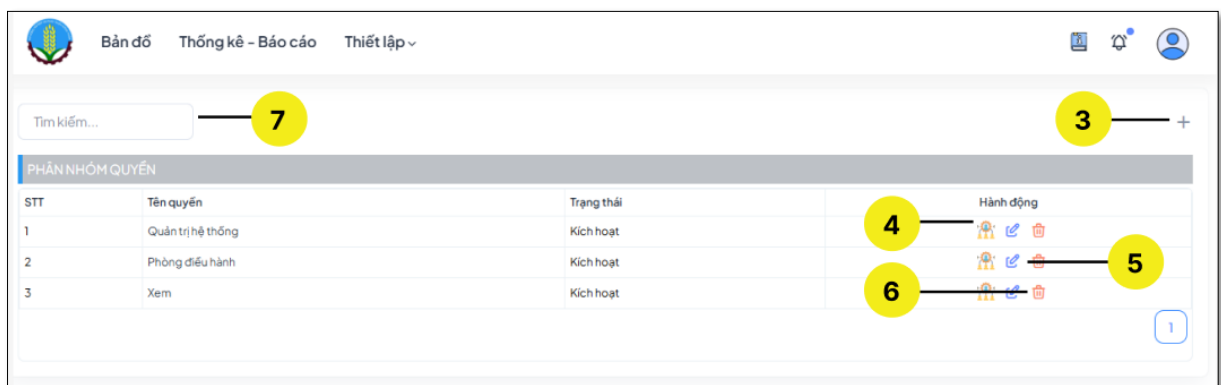 Bản đồ Thống kê - Báo cáo Thiết lập
Tìm kiếm... 7 3 +
PHÂN NHÓM QUYỀN
STT Tên quyền Trạng thái Hành động
1 Quản trị hệ thống Kích hoạt 4
2 Phòng điều hành Kích hoạt 5
3 Xem Kích hoạt 6
1